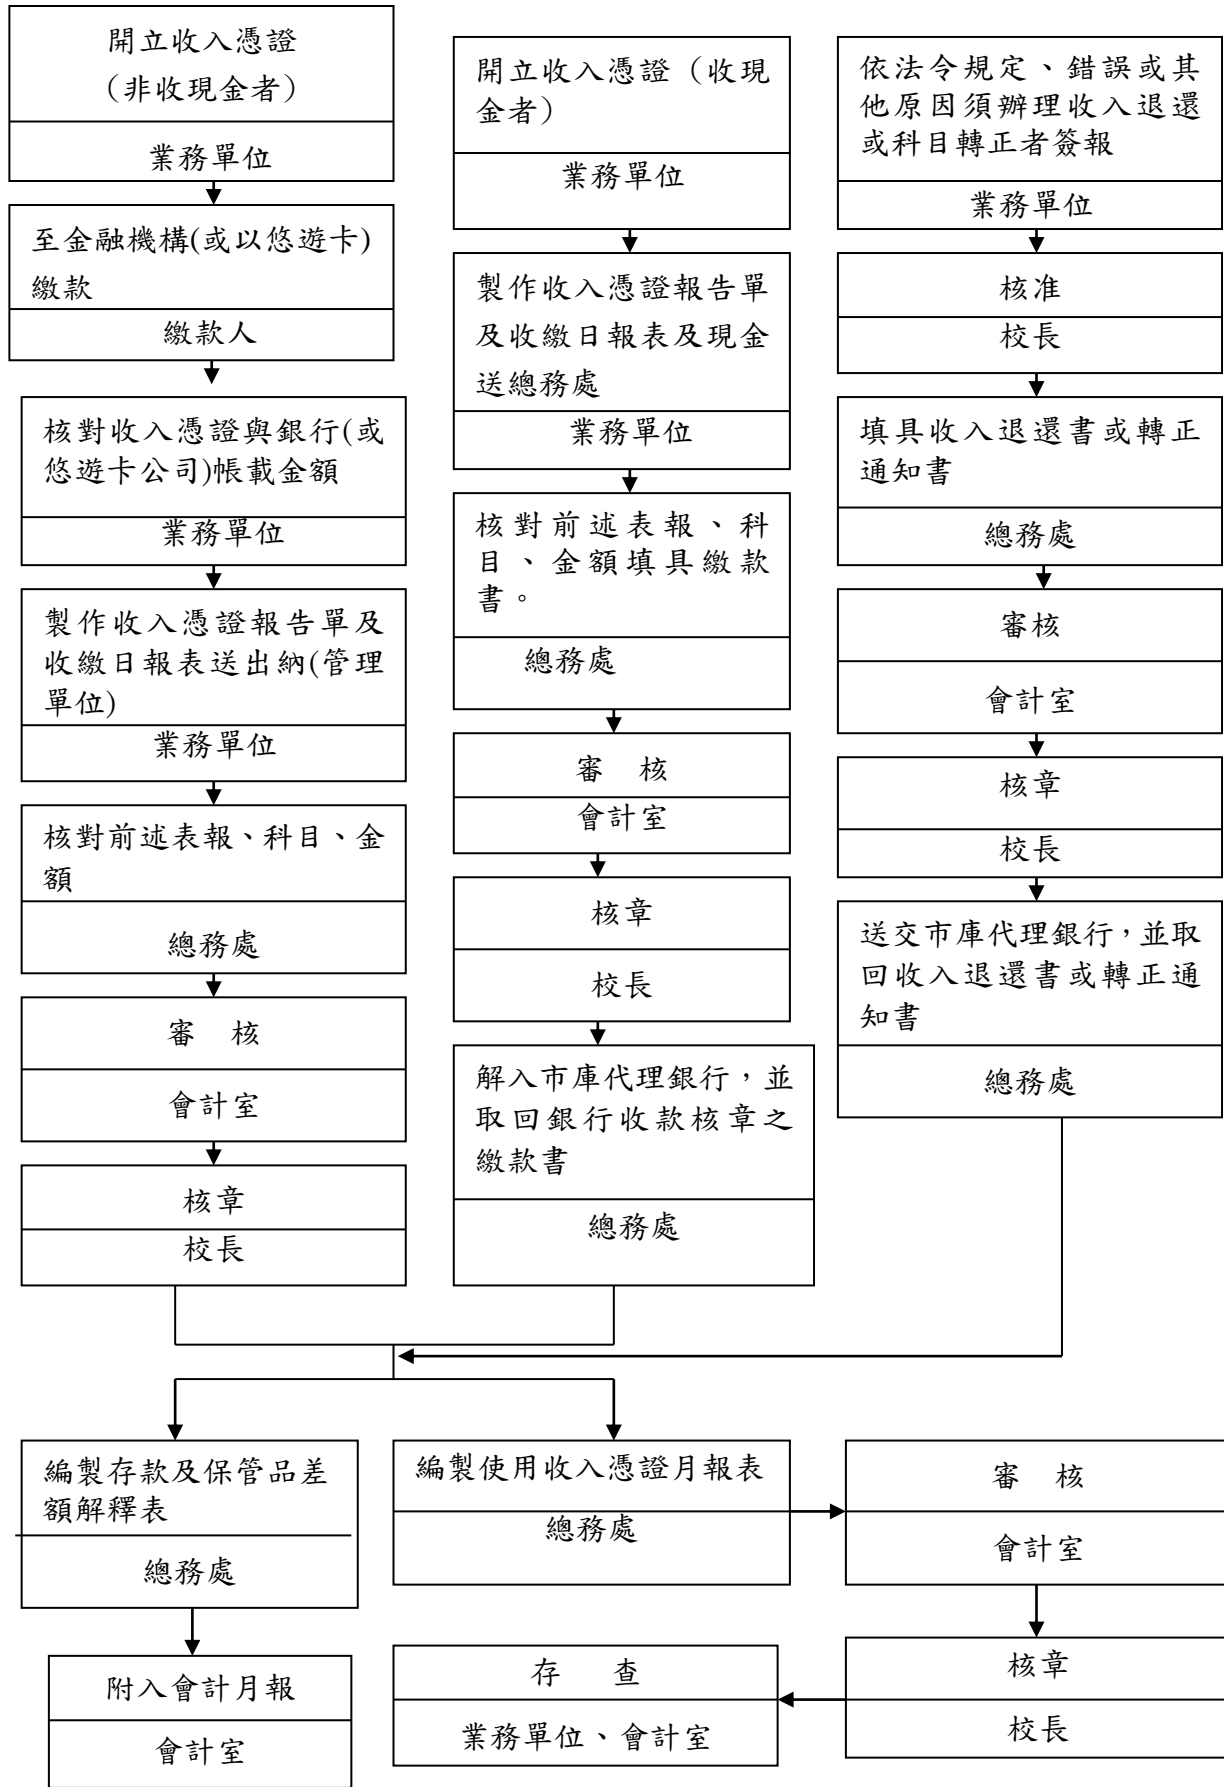 開立收入憑證
（非收現金者）
業務單位
至金融機構(或以悠遊卡)
繳款
繳款人
核對收入憑證與銀行(或
悠遊卡公司)帳載金額
業務單位
製作收入憑證報告單及
收繳日報表送出納(管理
單位)
業務單位
核對前述表報、科目、金
額
總務處
審　核
會計室
核章
校長
開立收入憑證（收現
金者）
業務單位
製作收入憑證報告單
及收繳日報表及現金
送總務處
業務單位
核對前述表報、科
目、金額填具繳款
書。
總務處
審　核
會計室
核章
校長
解入市庫代理銀行，並
取回銀行收款核章之
繳款書
總務處
依法令規定、錯誤或其
他原因須辦理收入退還
或科目轉正者簽報
業務單位
核准
校長
填具收入退還書或轉正
通知書
總務處
審核
會計室
核章
校長
送交市庫代理銀行，並取
回收入退還書或轉正通
知書
總務處
編製存款及保管品差
額解釋表
總務處
附入會計月報
會計室
編製使用收入憑證月報表
總務處
審　核
會計室
核章
校長
存　查
業務單位、會計室